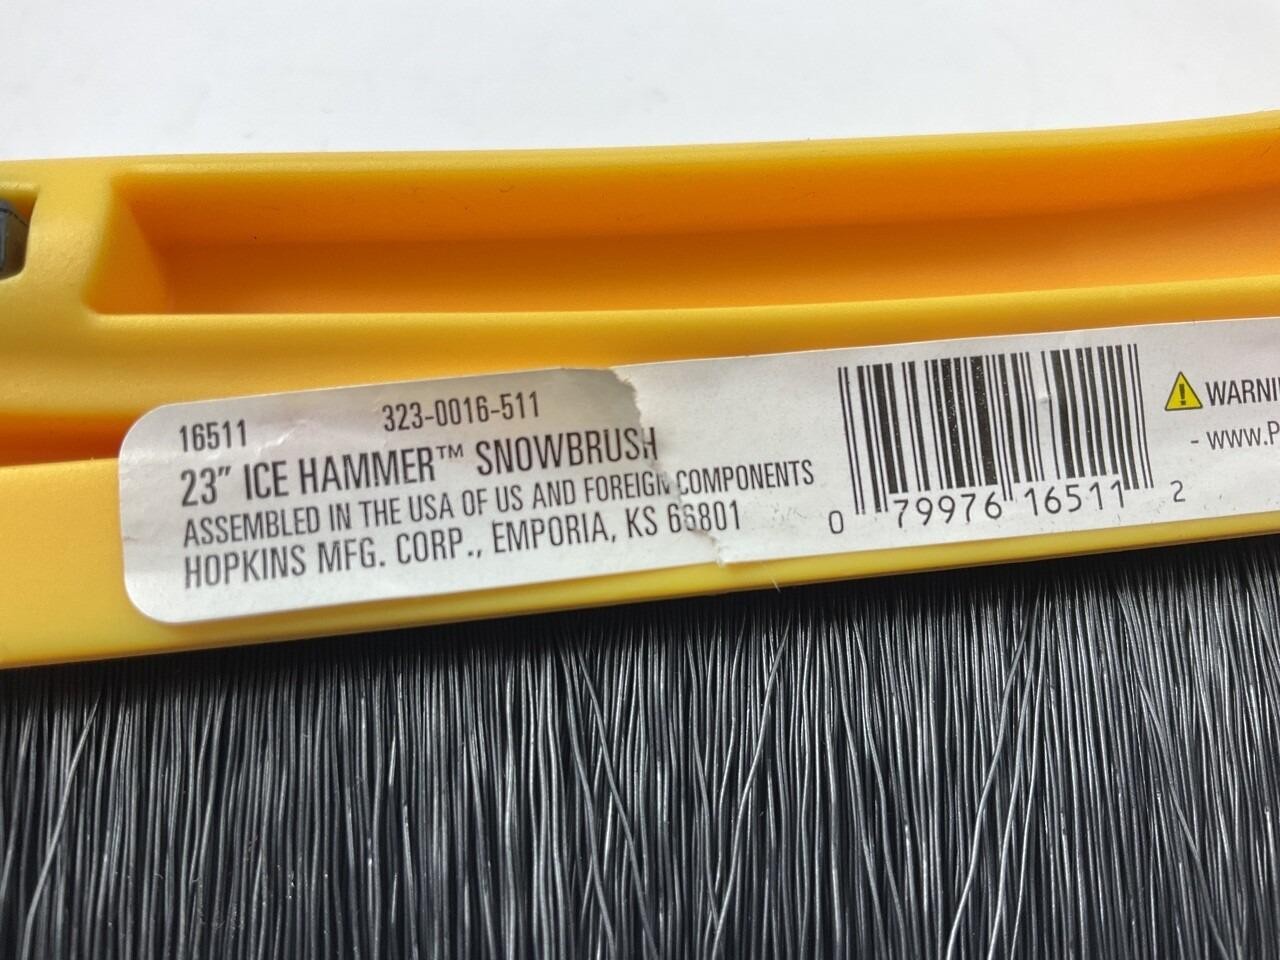 16511 323-0016-511
23" ICE HAMMER™ SNOWBRUSH
ASSEMBLED IN THE USA OF US AND FOREIGN COMPONENTS
HOPKINS MFG. CORP., EMPORIA, KS 66801
0 79976 16511 2
WARNI
- www.P